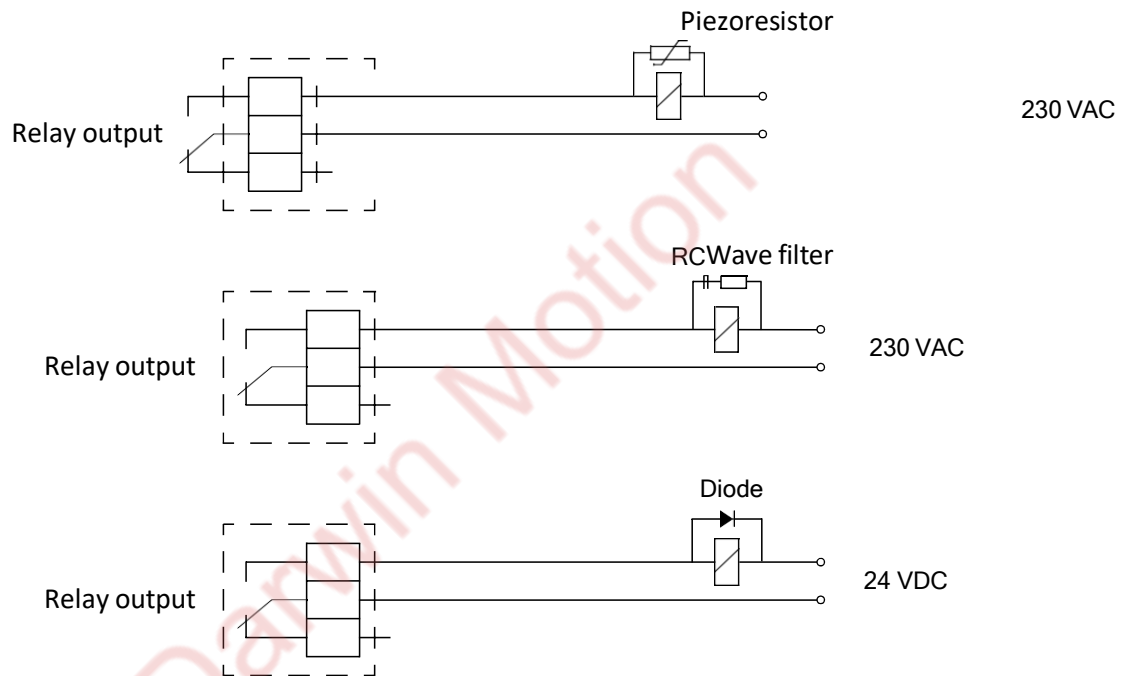 Piezoresistor
230 VAC
Relay output
RCWave filter
230 VAC
Relay output
Diode
24 VDC
Relay output
Darwin Motion